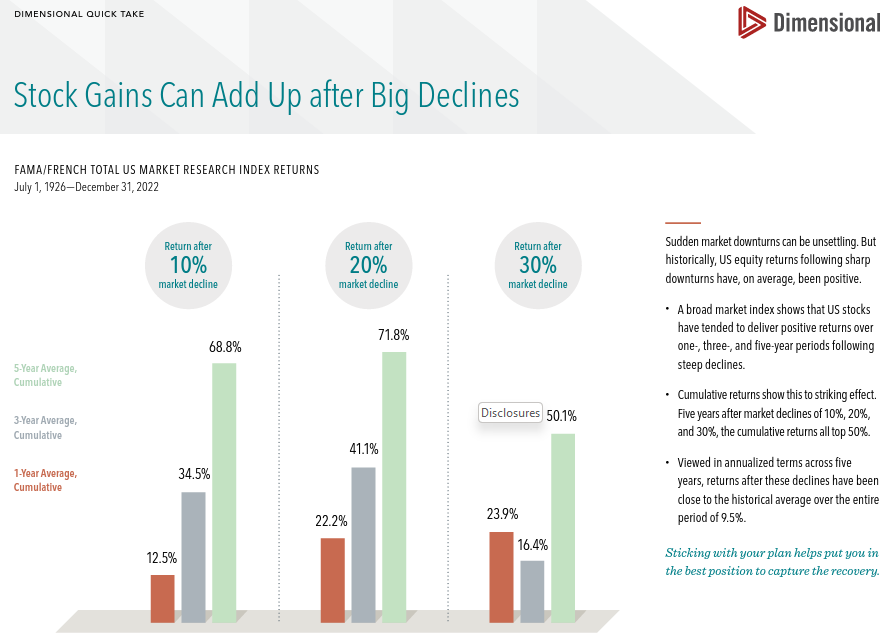 DIMENSIONAL QUICK TAKE
Dimensional
Stock Gains Can Add Up after Big Declines
FAMA/FRENCH TOTAL US MARKET RESEARCH INDEX RETURNS
July 1, 1926—December 31, 2022
Return after
10%
market decline
Return after
20%
market decline
Return after
30%
market decline
5-Year Average,
Cumulative
3-Year Average,
Cumulative
1-Year Average,
Cumulative
12.5%
34.5%
68.8%
22.2%
41.1%
71.8%
23.9%
16.4%
50.1%
Disclosures
Sudden market downturns can be unsettling. But
historically, US equity returns following sharp
downturns have, on average, been positive.
• A broad market index shows that US stocks
have tended to deliver positive returns over
one-, three-, and five-year periods following
steep declines.
• Cumulative returns show this to striking effect.
Five years after market declines of 10%, 20%,
and 30%, the cumulative returns all top 50%.
• Viewed in annualized terms across five
years, returns after these declines have been
close to the historical average over the entire
period of 9.5%.
Sticking with your plan helps put you in
the best position to capture the recovery.